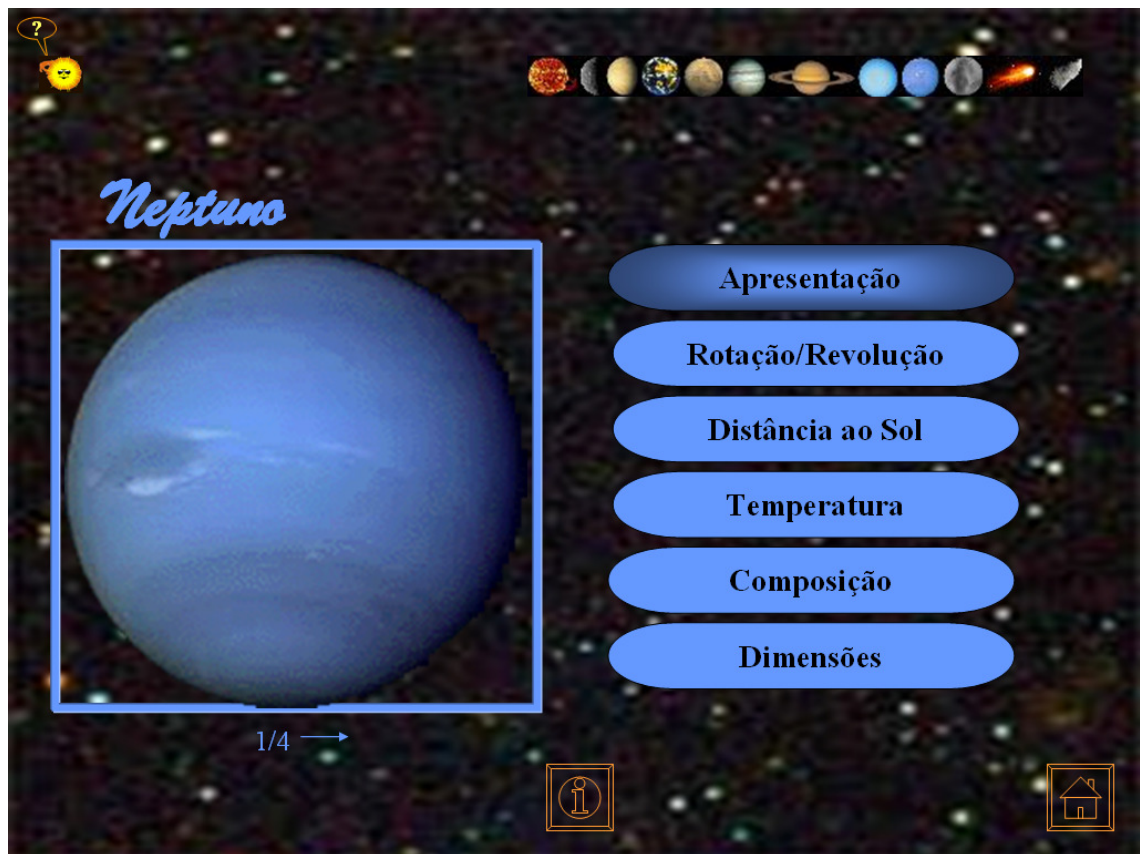 ?
Neptuno
Apresentação
Rotação/Revolução
Distância ao Sol
Temperatura
Composição
Dimensões
1/4
i